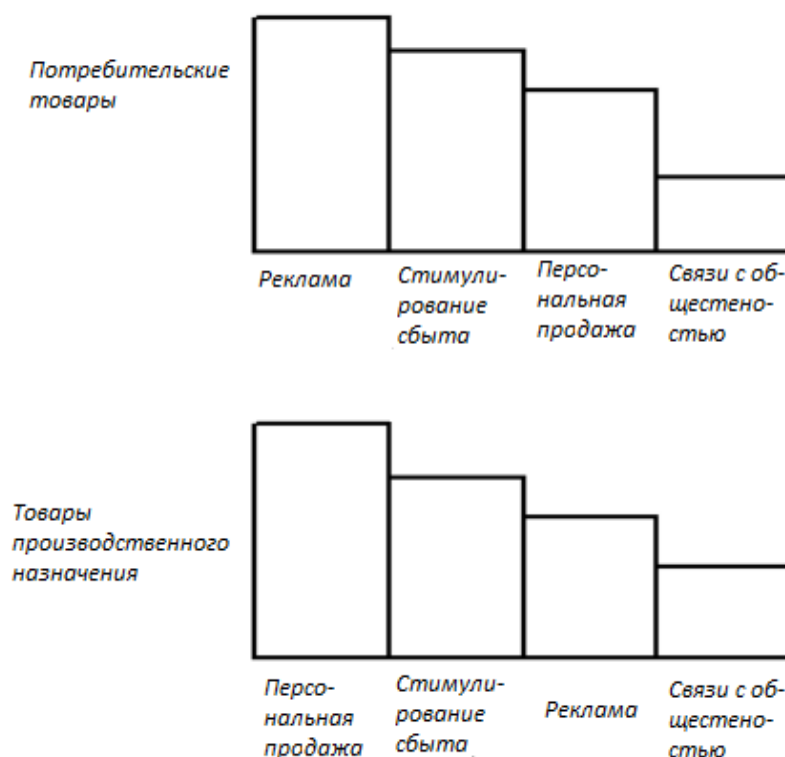 Потребительские
товары
Реклама
Стимули-
рование
сбыта
Персо-
нальная
продажа
Связи с об-
щестено-
стью
Товары
производственного
назначения
Персо-
нальная
продажа
Стимули-
рование
сбыта
Реклама
Связи с об-
щестено-
стью